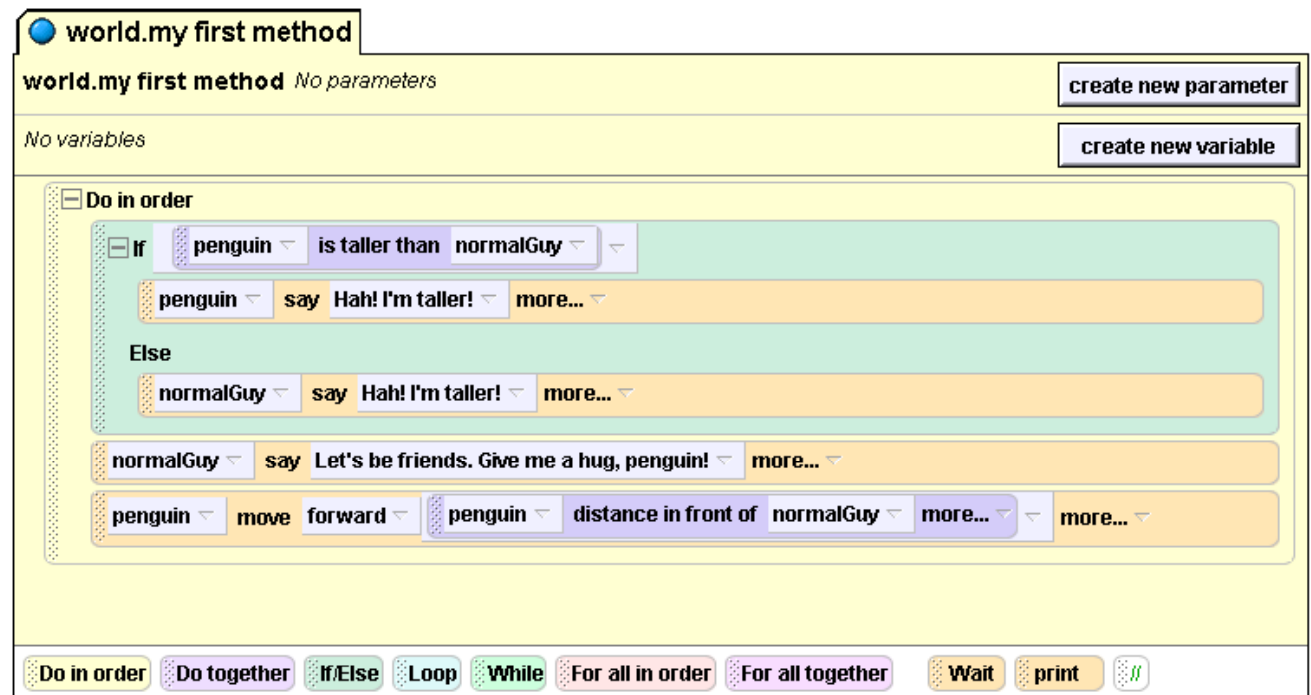 world.my first method
world.my first method No parameters create new parameter
No variables create new variable
Do in order
If penguin is taller than normalGuy
penguin say Hah! I'm taller! more...
Else
normalGuy say Hah! I'm taller! more...
normalGuy say Let's be friends. Give me a hug, penguin! more...
penguin move forward penguin distance in front of normalGuy more... more...
Do in order Do together If/Else Loop While For all in order For all together Wait print //